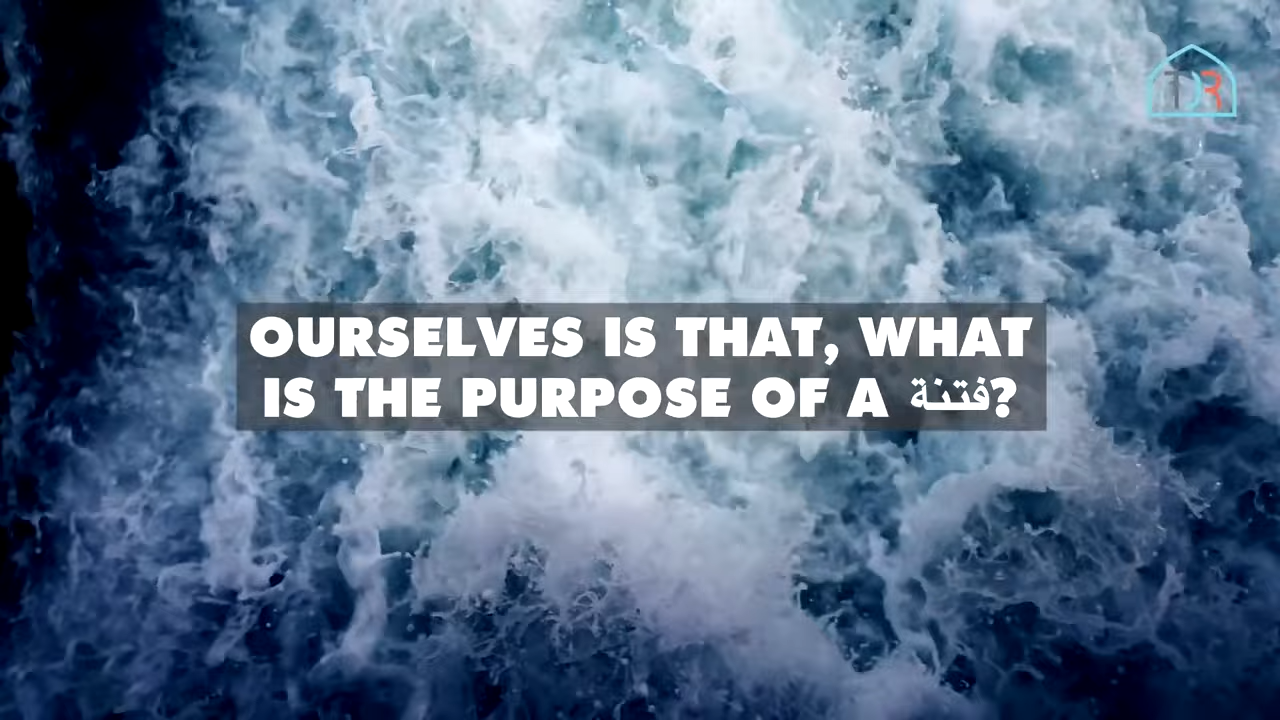 OURSELVES IS THAT, WHAT
IS THE PURPOSE OF A فتنة?